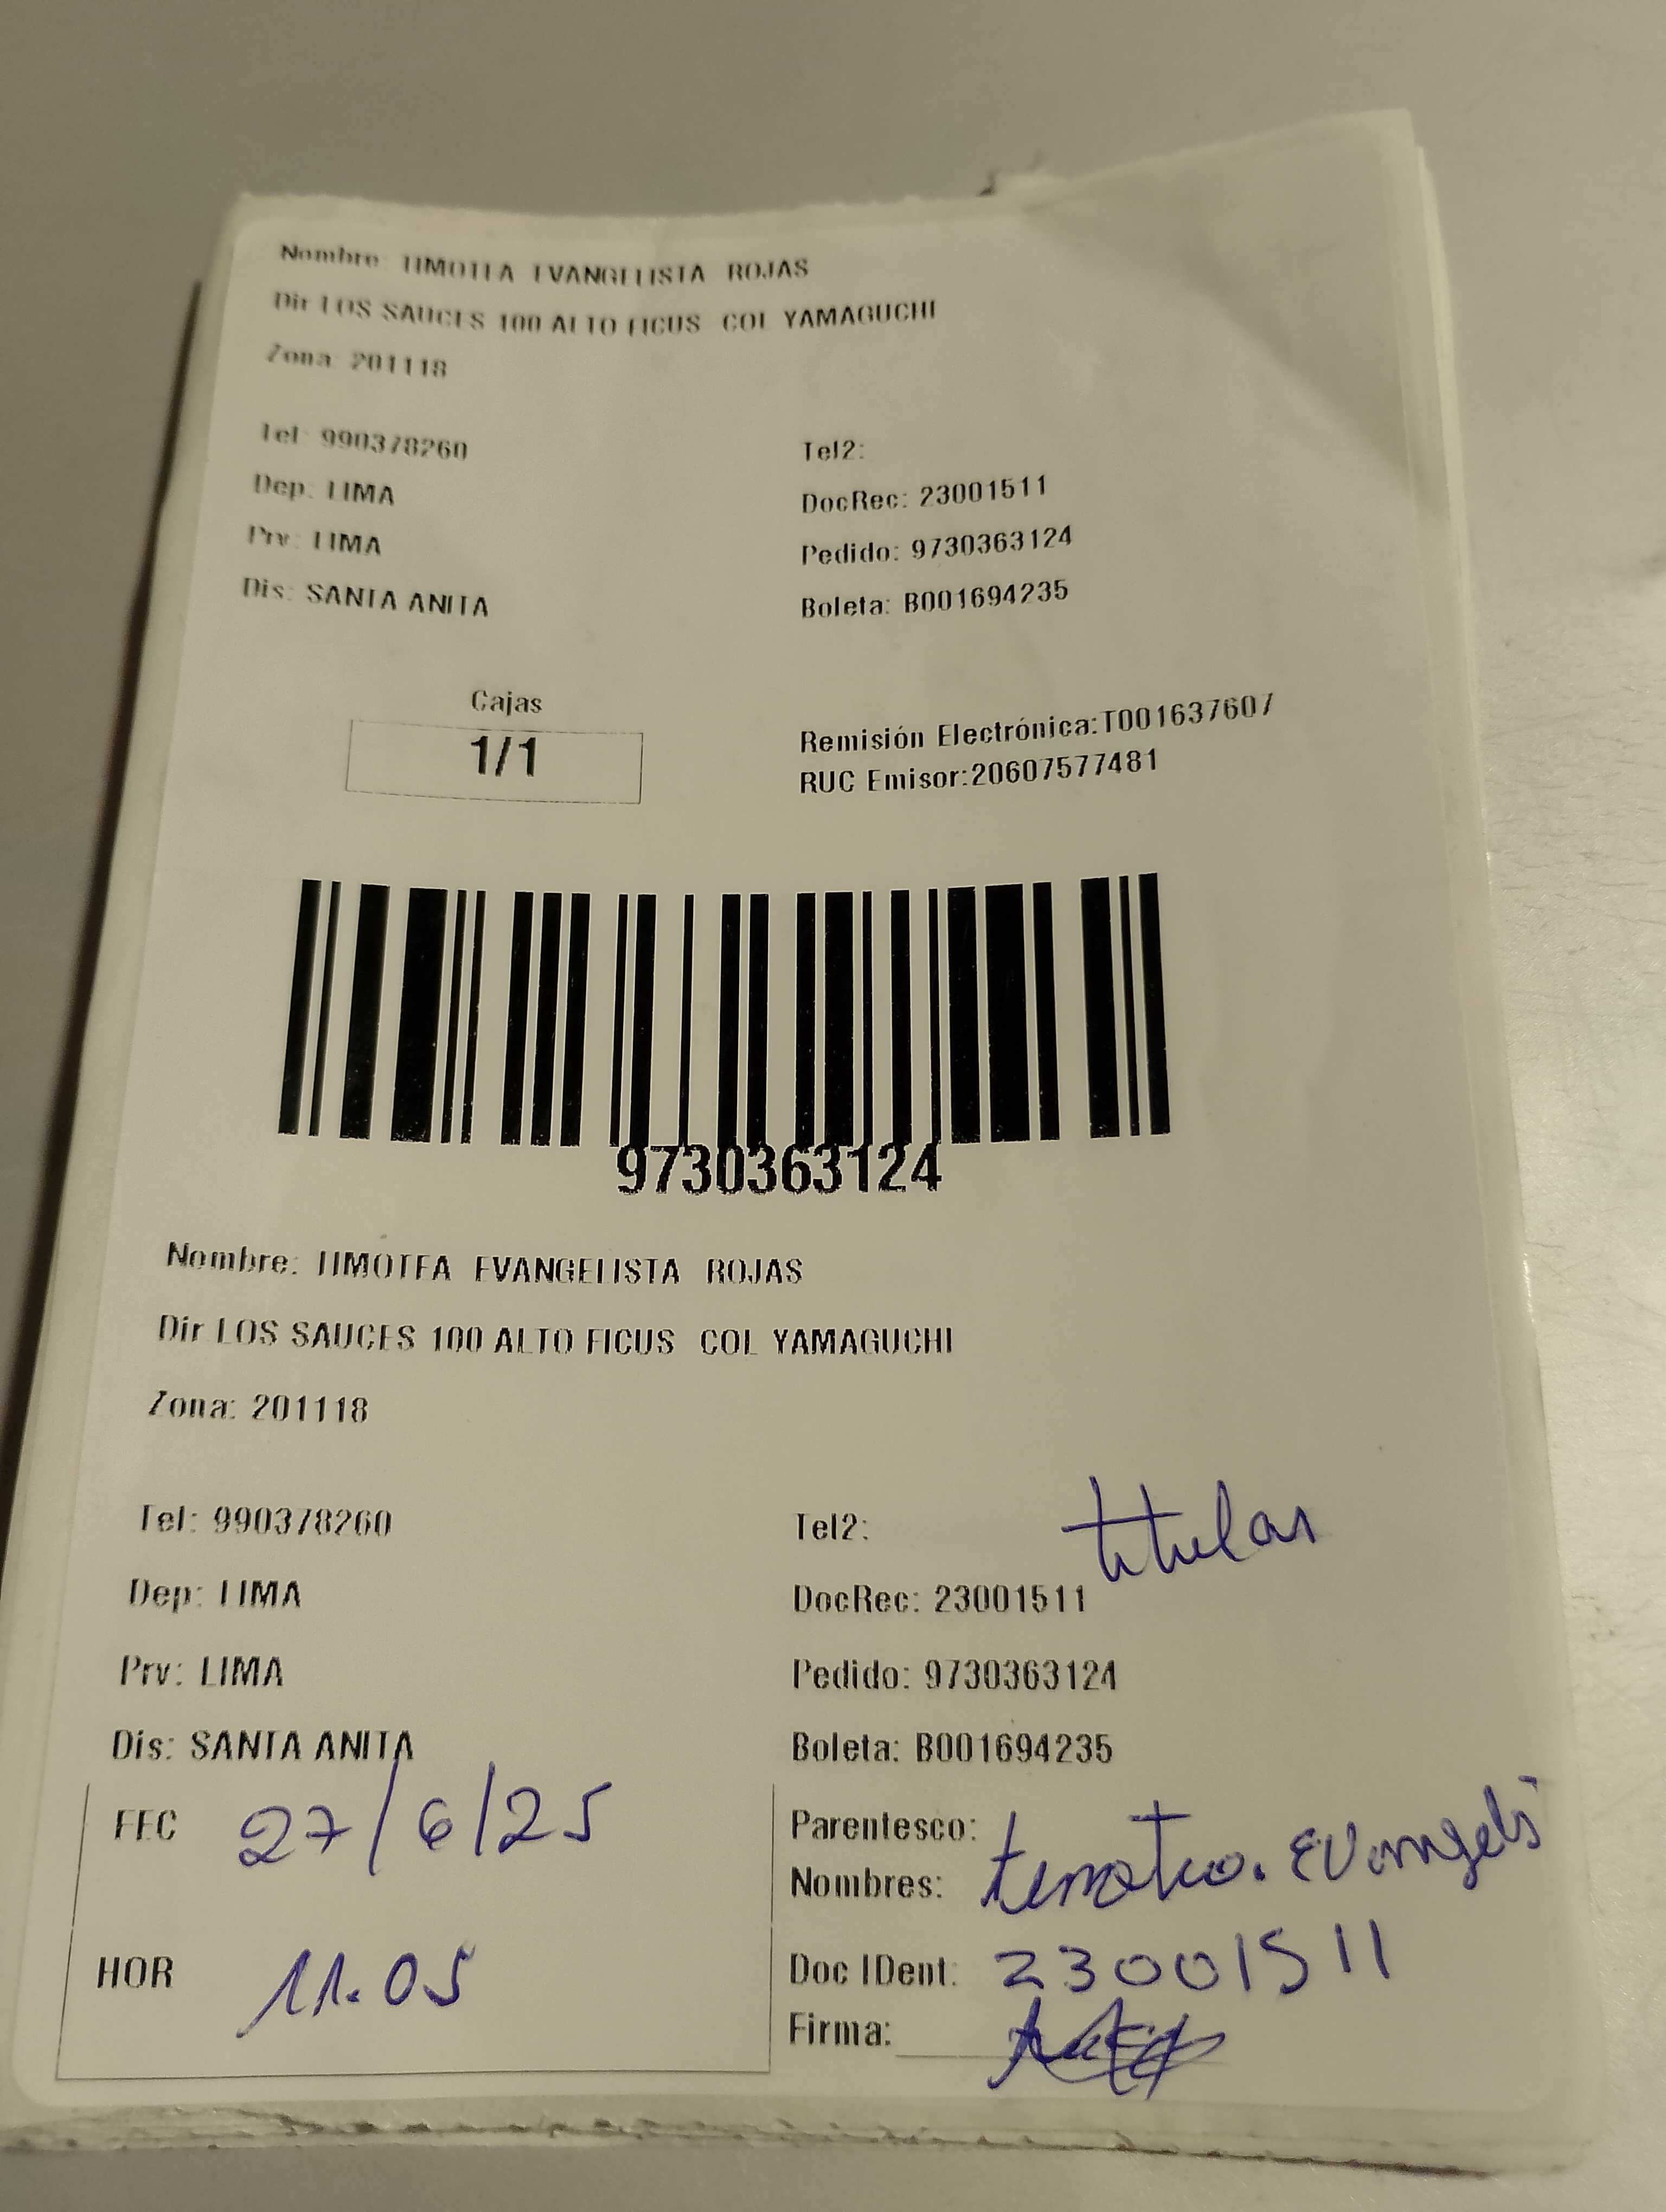 Nombre: TIMOTEA EVANGELISTA ROJAS
Dir LOS SAUCES 100 ALTO FICUS COL YAMAGUCHI
Zona: 201118
Tel: 990378260 Tel2:
Dep: LIMA DocRec: 23001511
Prv: LIMA Pedido: 9730363124
Dis: SANTA ANITA Boleta: B001694235
Cajas
1/1
Remisión Electrónica:T001637607
RUC Emisor:20607577481
9730363124
Nombre: TIMOTEA EVANGELISTA ROJAS
Dir LOS SAUCES 100 ALTO FICUS COL YAMAGUCHI
Zona: 201118
titular
Tel: 990378260 Tel2:
Dep: LIMA DocRec: 23001511
Prv: LIMA Pedido: 9730363124
Dis: SANTA ANITA Boleta: B001694235
FEC 27/6/25 Parentesco:
Nombres: Evangelis
HOR 11.05 Doc IDent: 23001511
Firma: